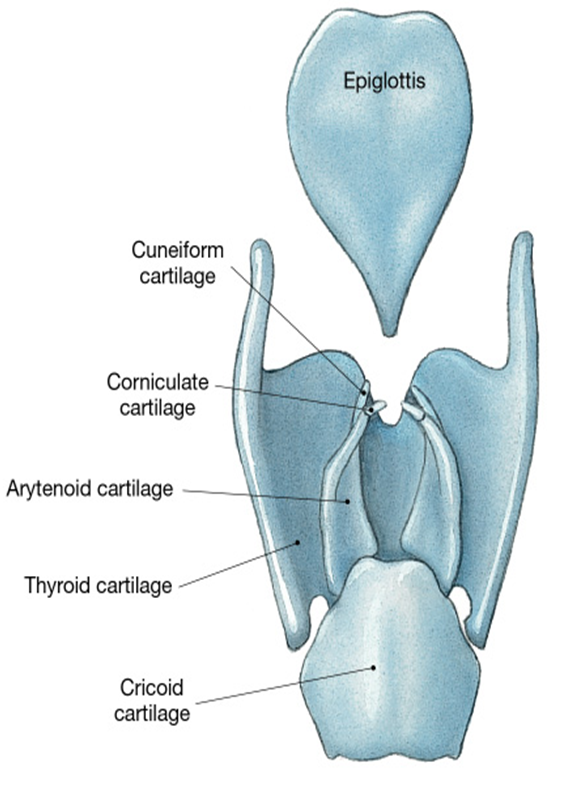 Epiglottis
Cuneiform
cartilage
Corniculate
cartilage
Arytenoid cartilage
Thyroid cartilage
Cricoid
cartilage